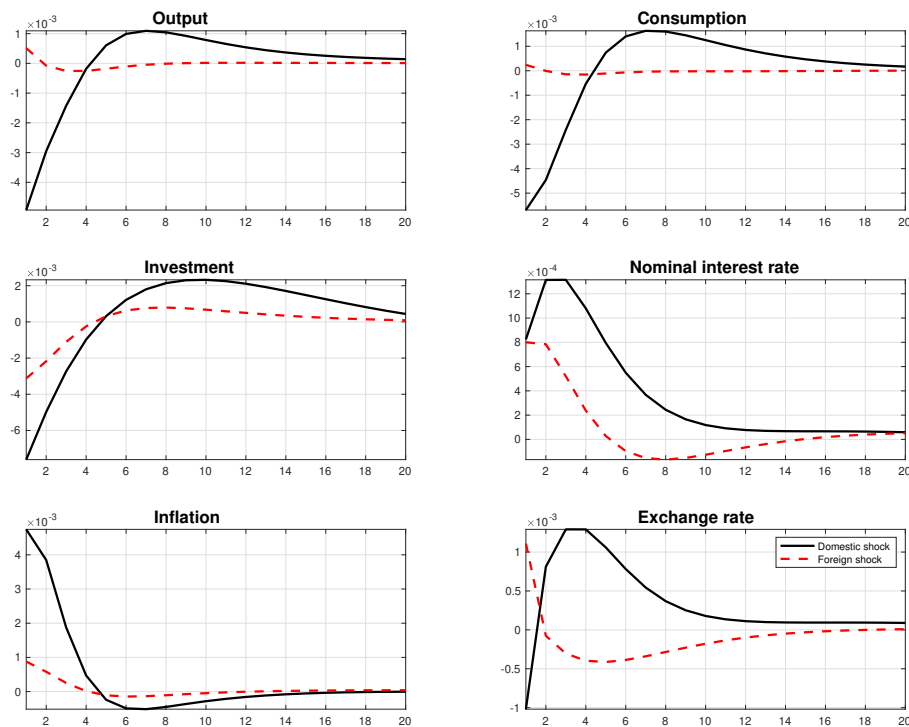 Output
×10⁻³
1
0
-1
-2
-3
-4
2 4 6 8 10 12 14 16 18 20
Consumption
×10⁻³
1
0
-1
-2
-3
-4
-5
2 4 6 8 10 12 14 16 18 20
Investment
×10⁻³
2
0
-2
-4
-6
2 4 6 8 10 12 14 16 18 20
Nominal interest rate
×10⁻⁴
12
10
8
6
4
2
0
2 4 6 8 10 12 14 16 18 20
Inflation
×10⁻³
4
3
2
1
0
2 4 6 8 10 12 14 16 18 20
Exchange rate
×10⁻³
1
0.5
0
-0.5
-1
Domestic shock
Foreign shock
2 4 6 8 10 12 14 16 18 20